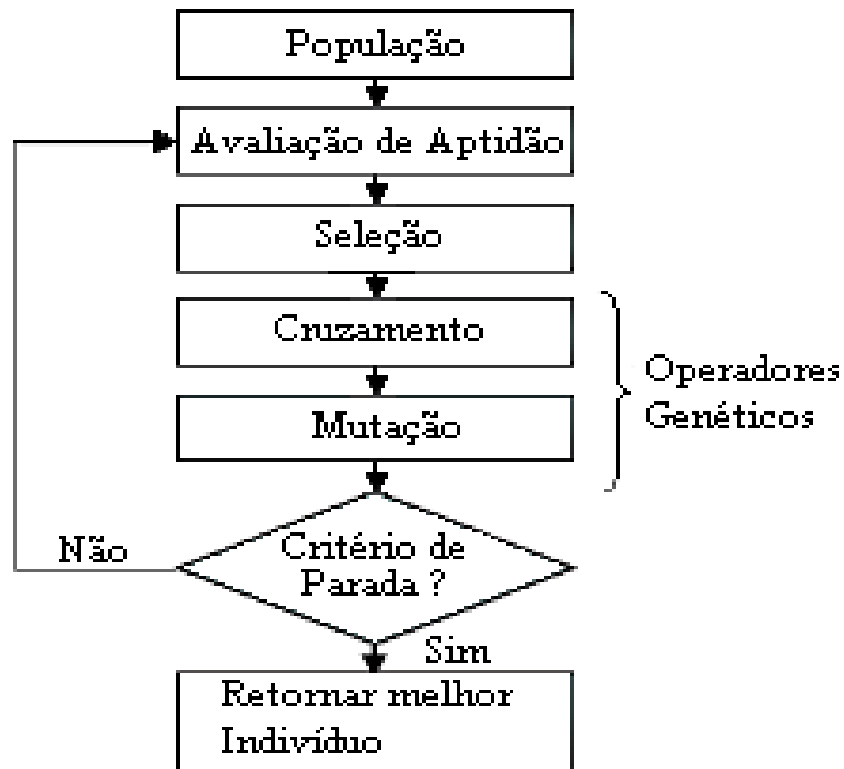 População
Avaliação de Aptidão
Seleção
Cruzamento
Mutação
Operadores
Genéticos
Critério de
Parada ?
Não
Sim
Retornar melhor
Indivíduo